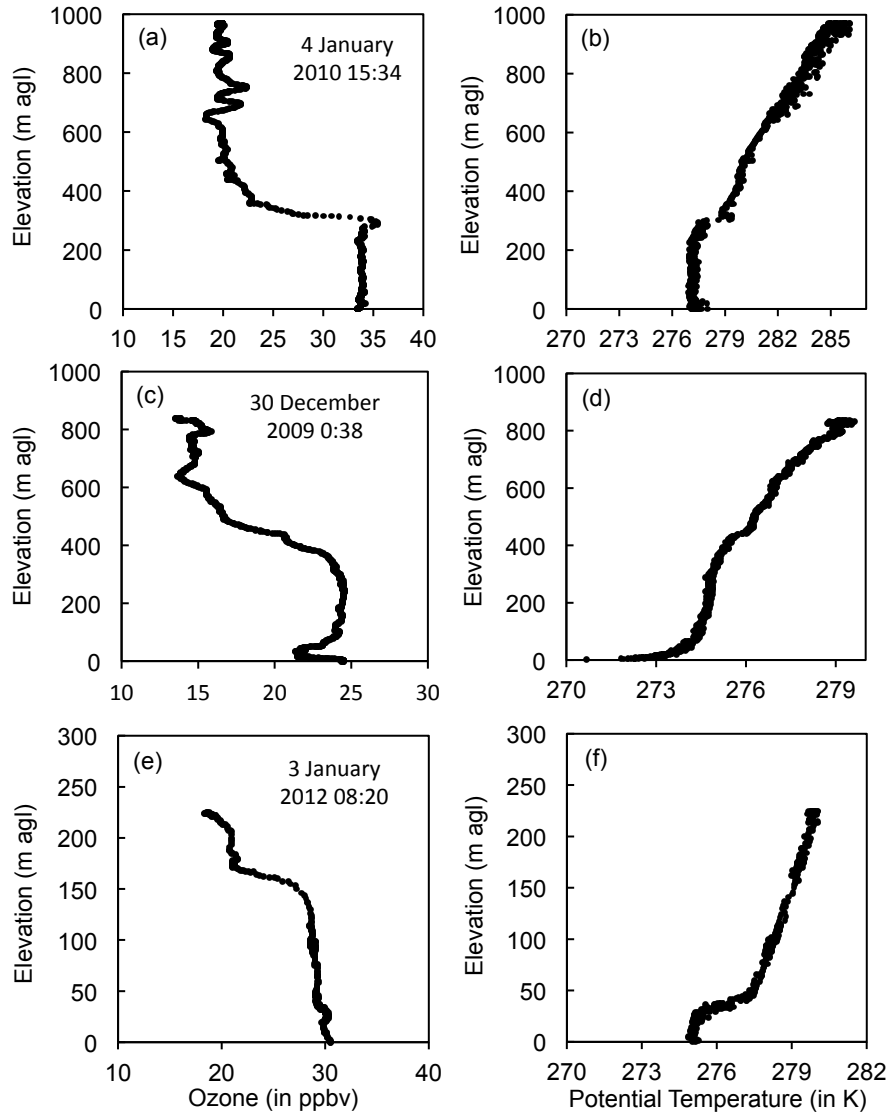 (a)
4 January
2010 15:34
Elevation (m agl)
1000
800
600
400
200
0
10 15 20 25 30 35 40
(b)
Elevation (m agl)
1000
800
600
400
200
0
270 273 276 279 282 285
(c)
30 December
2009 0:38
Elevation (m agl)
1000
800
600
400
200
0
10 15 20 25 30
(d)
Elevation (m agl)
1000
800
600
400
200
0
270 273 276 279
(e)
3 January
2012 08:20
Elevation (m agl)
300
250
200
150
100
50
0
10 20 30 40
Ozone (in ppbv)
(f)
Elevation (m agl)
300
250
200
150
100
50
0
270 273 276 279 282
Potential Temperature (in K)